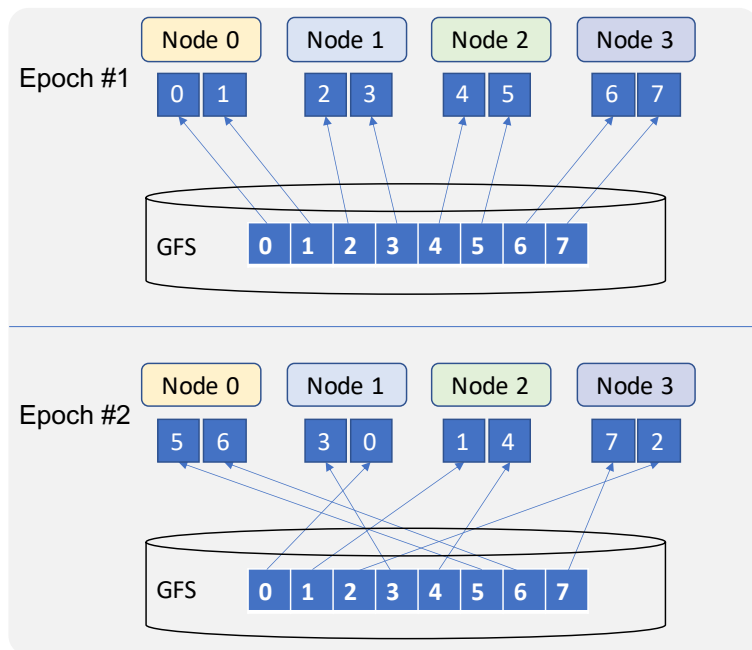 Node 0 Node 1 Node 2 Node 3
Epoch #1
0 1 2 3 4 5 6 7
GFS 0 1 2 3 4 5 6 7
Node 0 Node 1 Node 2 Node 3
Epoch #2
5 6 3 0 1 4 7 2
GFS 0 1 2 3 4 5 6 7